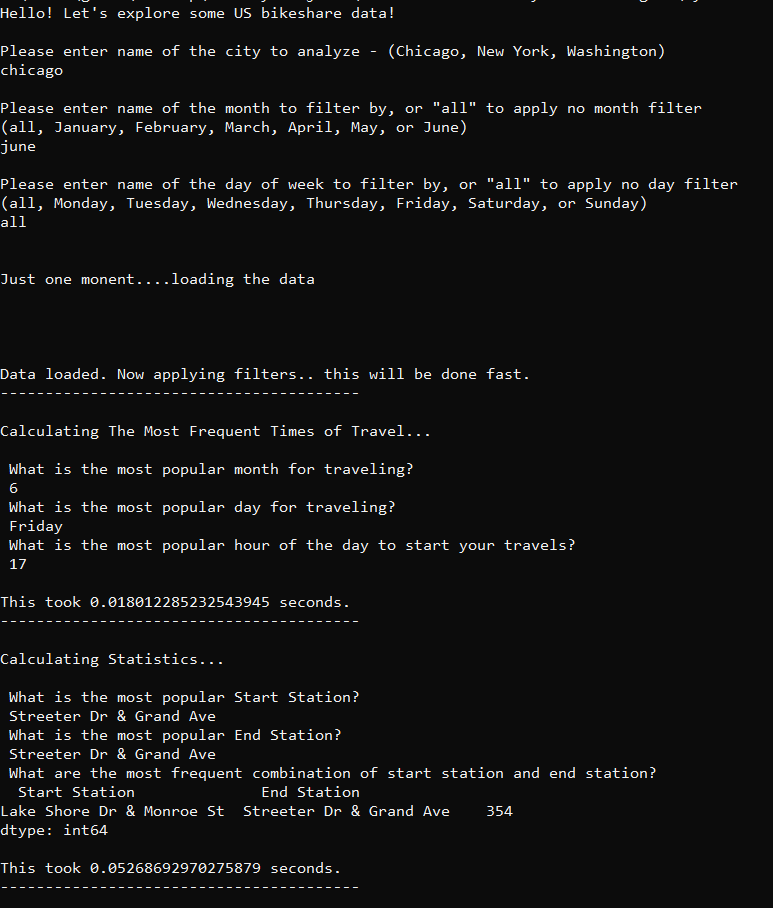 Hello! Let's explore some US bikeshare data!
Please enter name of the city to analyze - (Chicago, New York, Washington)
chicago
Please enter name of the month to filter by, or "all" to apply no month filter
(all, January, February, March, April, May, or June)
june
Please enter name of the day of week to filter by, or "all" to apply no day filter
(all, Monday, Tuesday, Wednesday, Thursday, Friday, Saturday, or Sunday)
all
Just one monent....loading the data
Data loaded. Now applying filters.. this will be done fast.
----------------------------------------
Calculating The Most Frequent Times of Travel...
What is the most popular month for traveling?
6
What is the most popular day for traveling?
Friday
What is the most popular hour of the day to start your travels?
17
This took 0.018012285232543945 seconds.
----------------------------------------
Calculating Statistics...
What is the most popular Start Station?
Streeter Dr & Grand Ave
What is the most popular End Station?
Streeter Dr & Grand Ave
What are the most frequent combination of start station and end station?
Start Station              End Station
Lake Shore Dr & Monroe St  Streeter Dr & Grand Ave    354
dtype: int64
This took 0.05268692970275879 seconds.
----------------------------------------